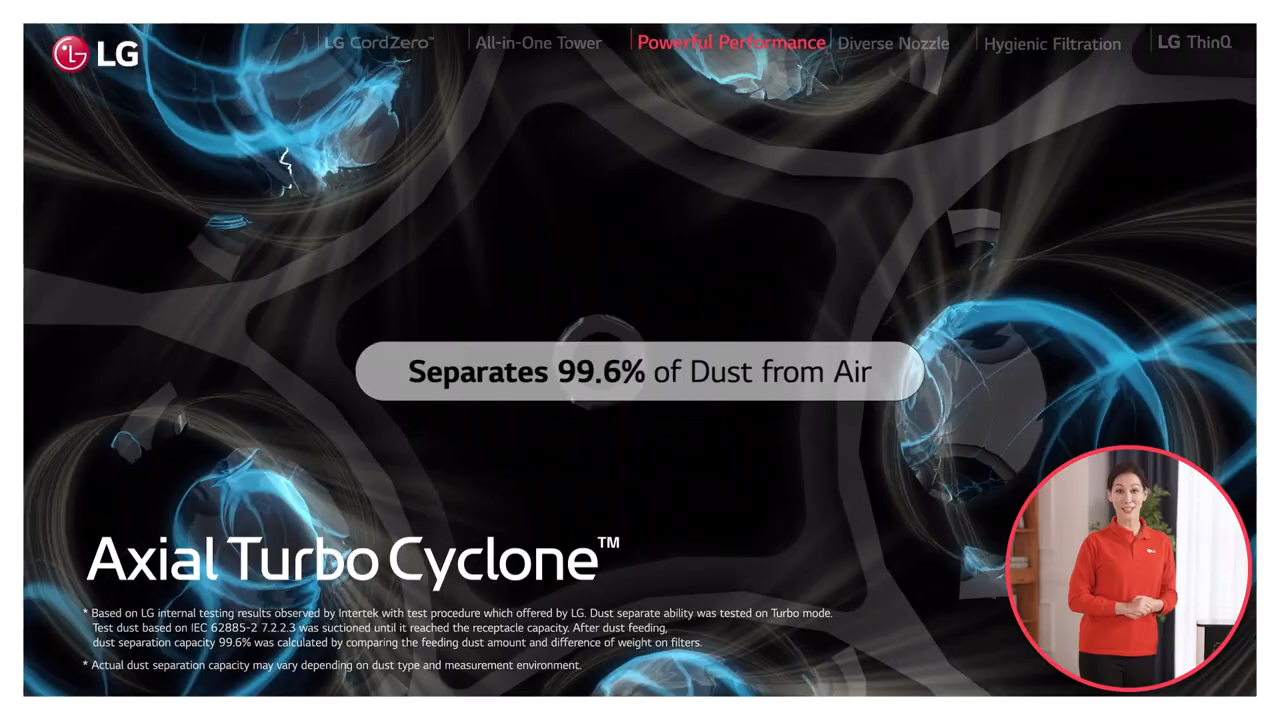 LG
LG CordZero™
All-in-One Tower
Powerful Performance
Diverse Nozzle
Hygienic Filtration
LG ThinQ
Separates 99.6% of Dust from Air
Axial Turbo Cyclone™
* Based on LG internal testing results observed by Intertek with test procedure which offered by LG. Dust separate ability was tested on Turbo mode.
Test dust based on IEC 62885-2 7.2.2.3 was suctioned until it reached the receptacle capacity. After dust feeding,
dust separation capacity 99.6% was calculated by comparing the feeding dust amount and difference of weight on filters.
* Actual dust separation capacity may vary depending on dust type and measurement environment.